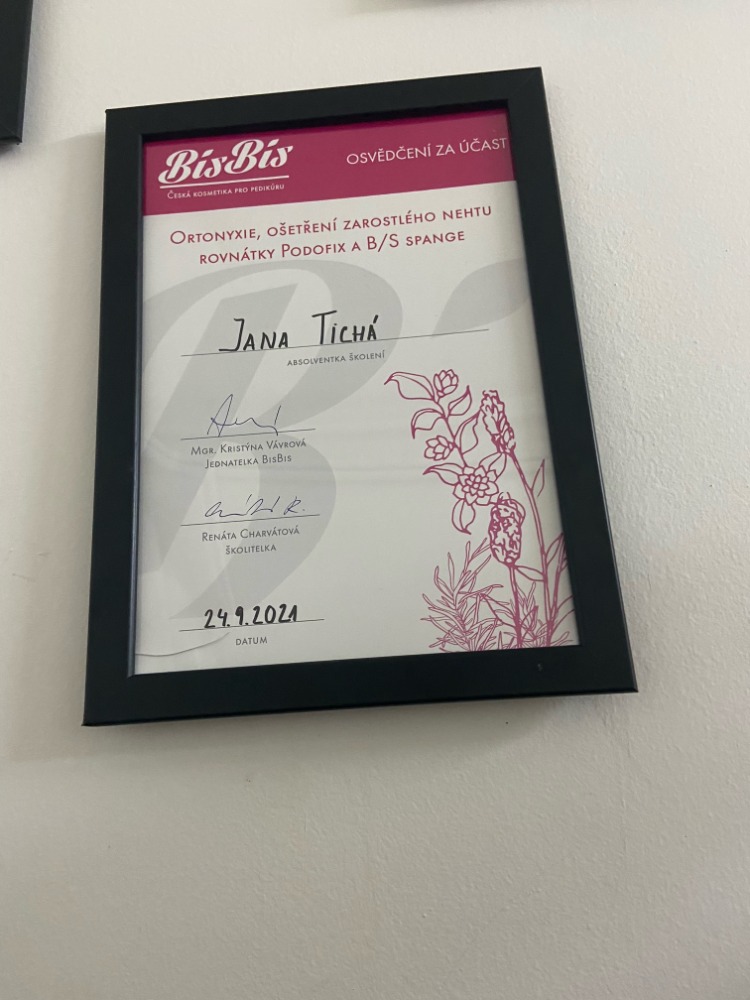 BisBis
ČESKÁ KOSMETIKA PRO PEDIKÚRU
OSVĚDČENÍ ZA ÚČAST
ORTONYXIE, OŠETŘENÍ ZAROSTLÉHO NEHTU
ROVNÁTKY PODOFIX A B/S SPANGE
JANA TICHÁ
ABSOLVENTKA ŠKOLENÍ
MGR. KRISTÝNA VÁVROVÁ
JEDNATELKA BISBIS
RENÁTA CHARVÁTOVÁ
ŠKOLITELKA
24.9.2021
DATUM